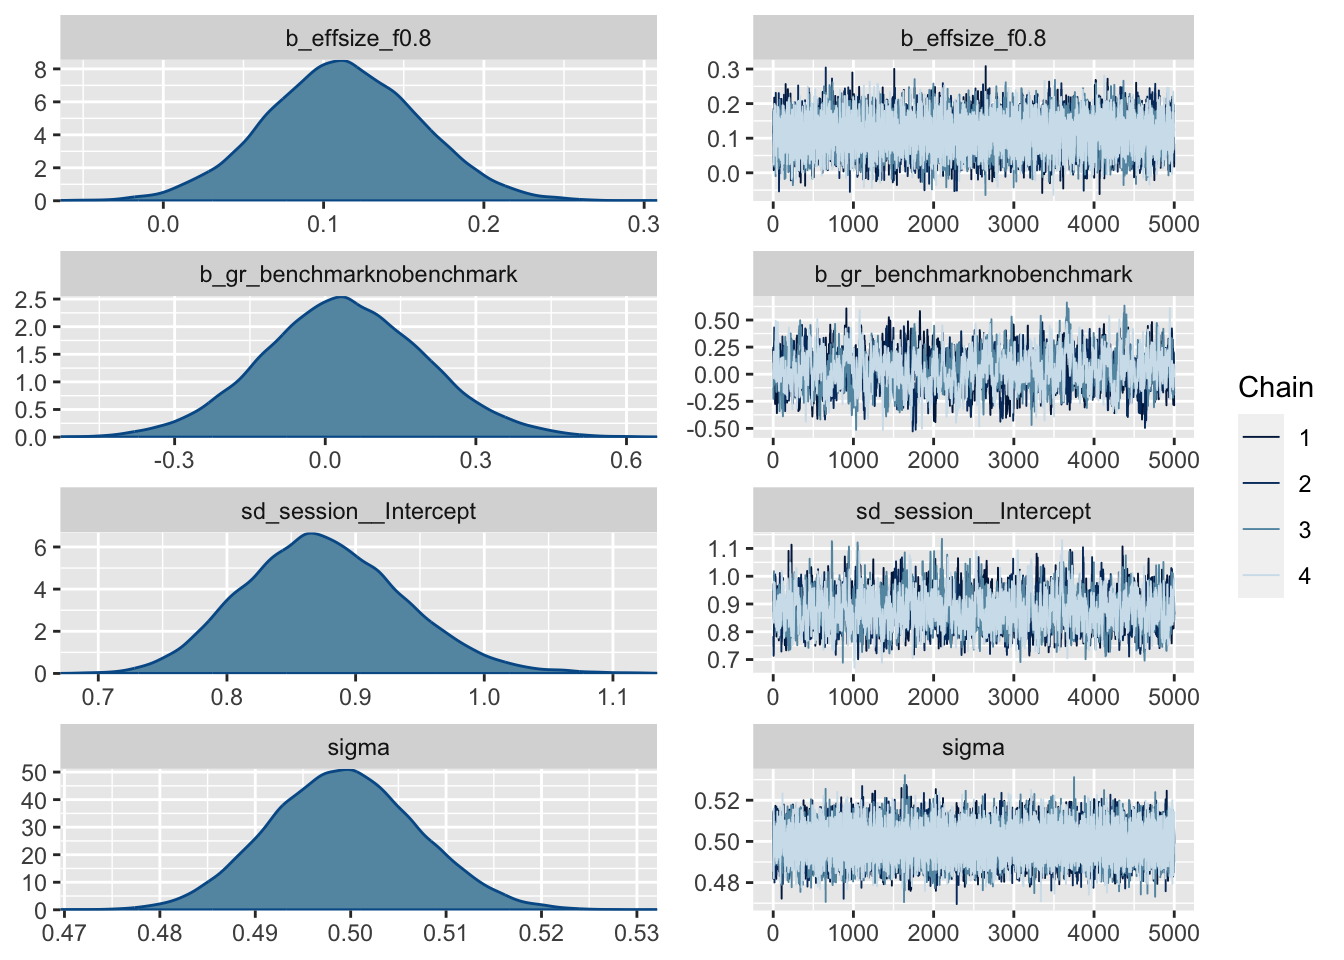 b_effsize_f0.8
8
6
4
2
0
0.0 0.1 0.2 0.3
b_effsize_f0.8
0.3
0.2
0.1
0.0
0 1000 2000 3000 4000 5000
b_gr_benchmarknobenchmark
2.5
2.0
1.5
1.0
0.5
0.0
-0.3 0.0 0.3 0.6
b_gr_benchmarknobenchmark
0.50
0.25
0.00
-0.25
-0.50
0 1000 2000 3000 4000 5000
sd_session__Intercept
6
4
2
0
0.7 0.8 0.9 1.0 1.1
sd_session__Intercept
1.1
1.0
0.9
0.8
0.7
0 1000 2000 3000 4000 5000
sigma
50
40
30
20
10
0
0.47 0.48 0.49 0.50 0.51 0.52 0.53
sigma
0.52
0.50
0.48
0 1000 2000 3000 4000 5000
Chain
1
2
3
4